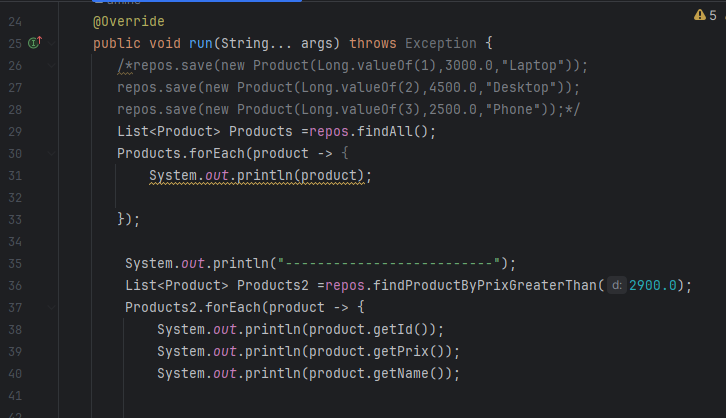 5
24 @Override
25 public void run(String... args) throws Exception {
26 /*repos.save(new Product(Long.valueOf(1),3000.0,"Laptop"));
27 repos.save(new Product(Long.valueOf(2),4500.0,"Desktop"));
28 repos.save(new Product(Long.valueOf(3),2500.0,"Phone"));*/
29 List<Product> Products =repos.findAll();
30 Products.forEach(product -> {
31 System.out.println(product);
32
33 });
34
35 System.out.println("--------------------------");
36 List<Product> Products2 =repos.findProductByPrixGreaterThan( d: 2900.0);
37 Products2.forEach(product -> {
38 System.out.println(product.getId());
39 System.out.println(product.getPrix());
40 System.out.println(product.getName());
41